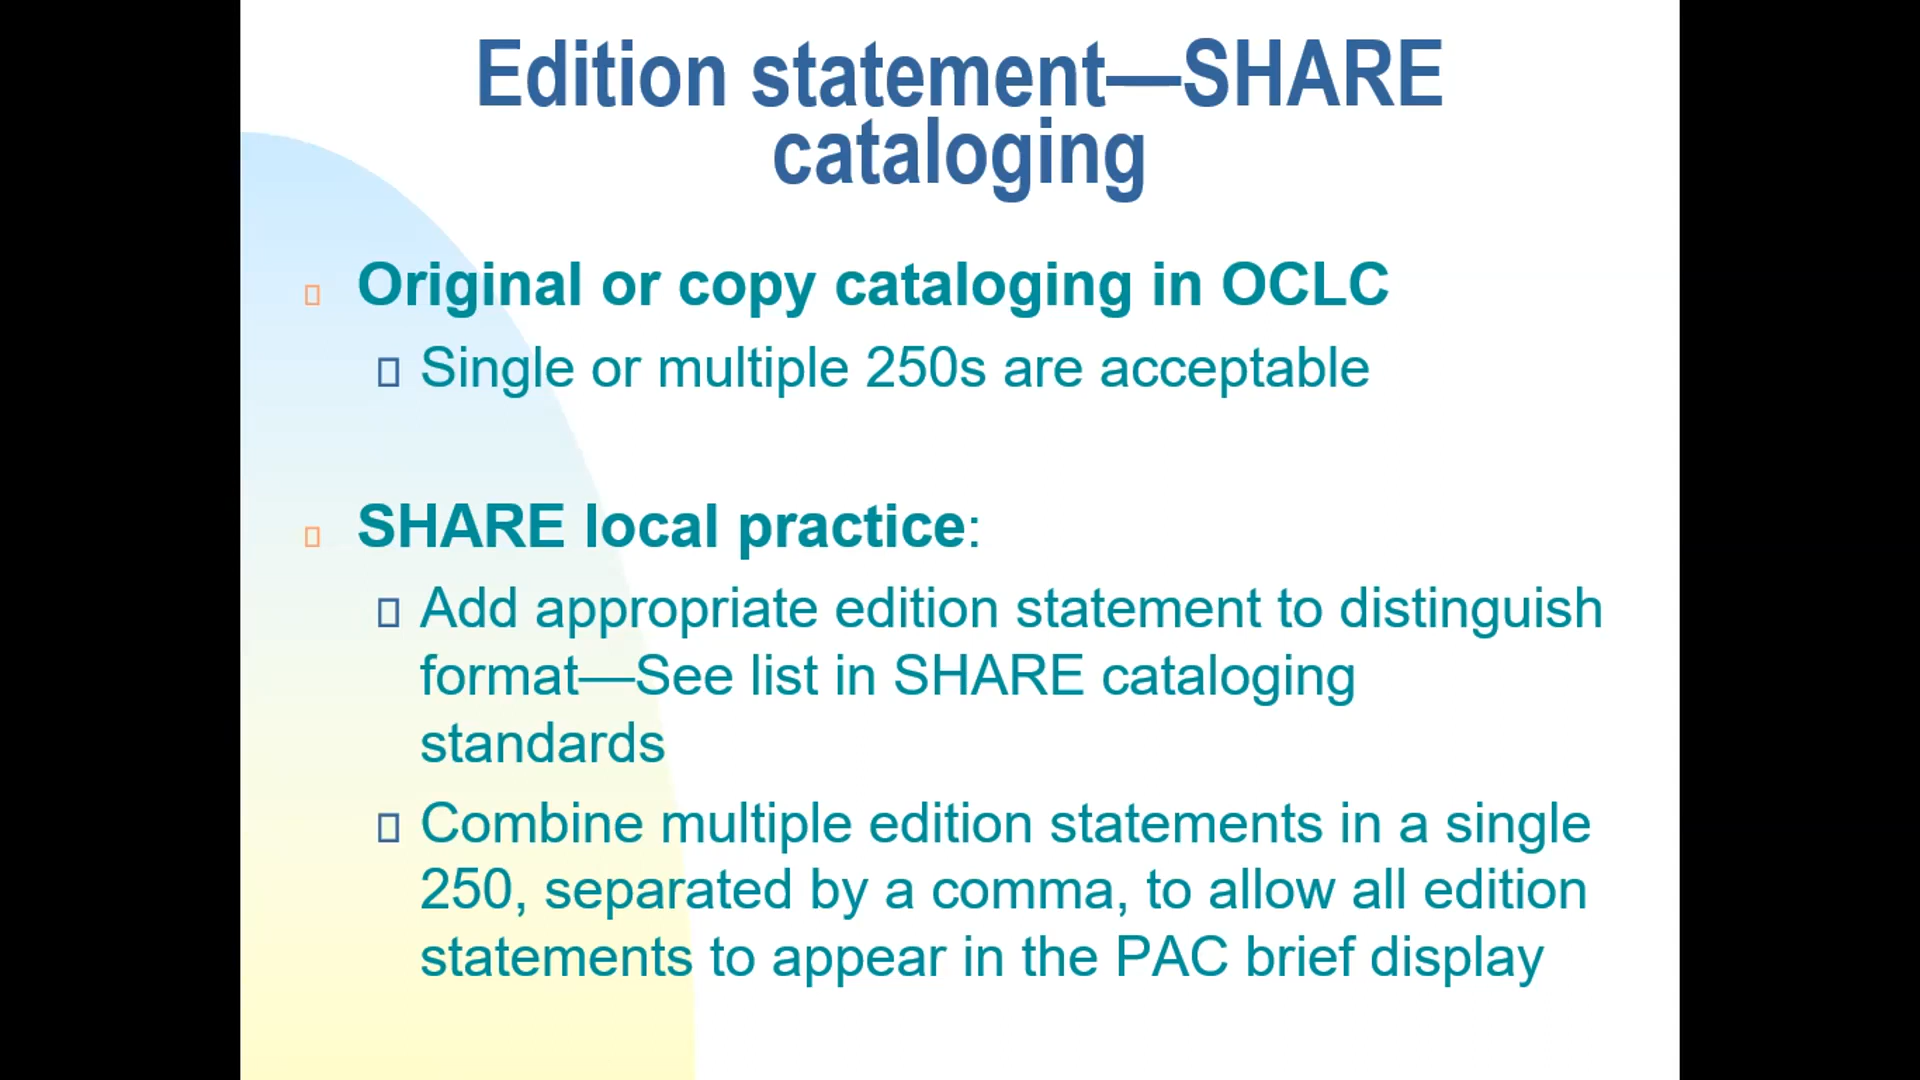 Edition statement—SHARE
cataloging
Original or copy cataloging in OCLC
Single or multiple 250s are acceptable
SHARE local practice:
Add appropriate edition statement to distinguish
format—See list in SHARE cataloging
standards
Combine multiple edition statements in a single
250, separated by a comma, to allow all edition
statements to appear in the PAC brief display